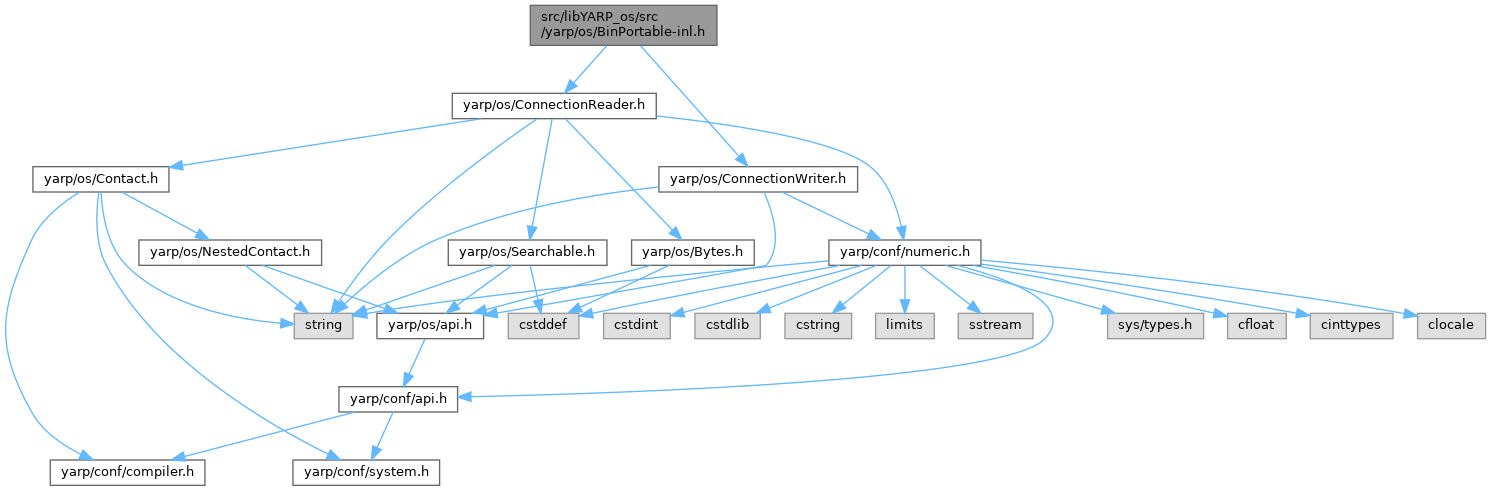 src/libYARP_os/src
/yarp/os/BinPortable-inl.h
yarp/os/ConnectionReader.h
yarp/os/Contact.h
yarp/os/ConnectionWriter.h
yarp/os/NestedContact.h
yarp/os/Searchable.h
yarp/os/Bytes.h
yarp/conf/numeric.h
string
yarp/os/api.h
cstddef
cstdint
cstdlib
cstring
limits
sstream
sys/types.h
cfloat
cinttypes
clocale
yarp/conf/api.h
yarp/conf/compiler.h
yarp/conf/system.h